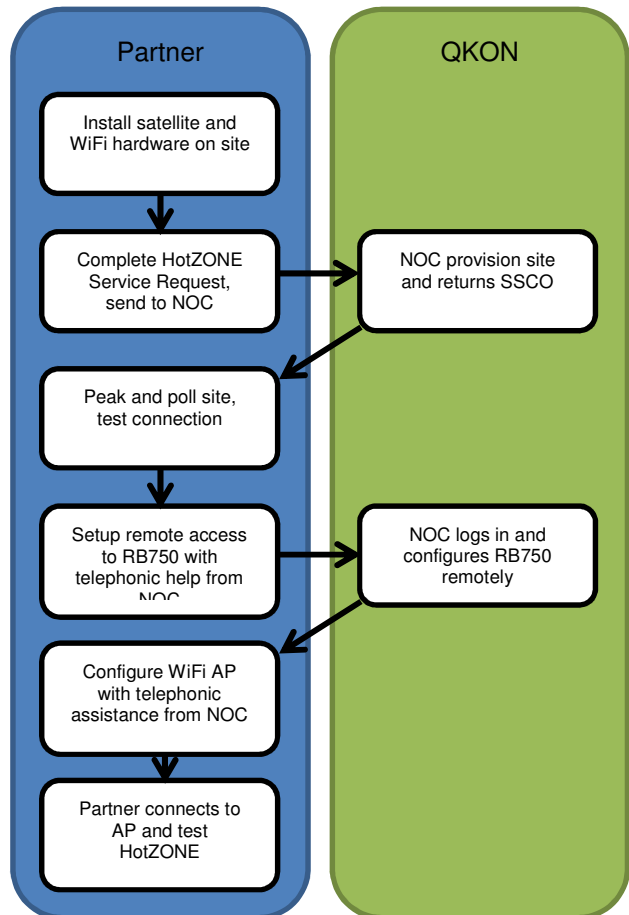 Partner
QKON
Install satellite and
WiFi hardware on site
Complete HotZONE
Service Request,
send to NOC
NOC provision site
and returns SSCO
Peak and poll site,
test connection
Setup remote access
to RB750 with
telephonic help from
NOC
NOC logs in and
configures RB750
remotely
Configure WiFi AP
with telephonic
assistance from NOC
Partner connects to
AP and test
HotZONE